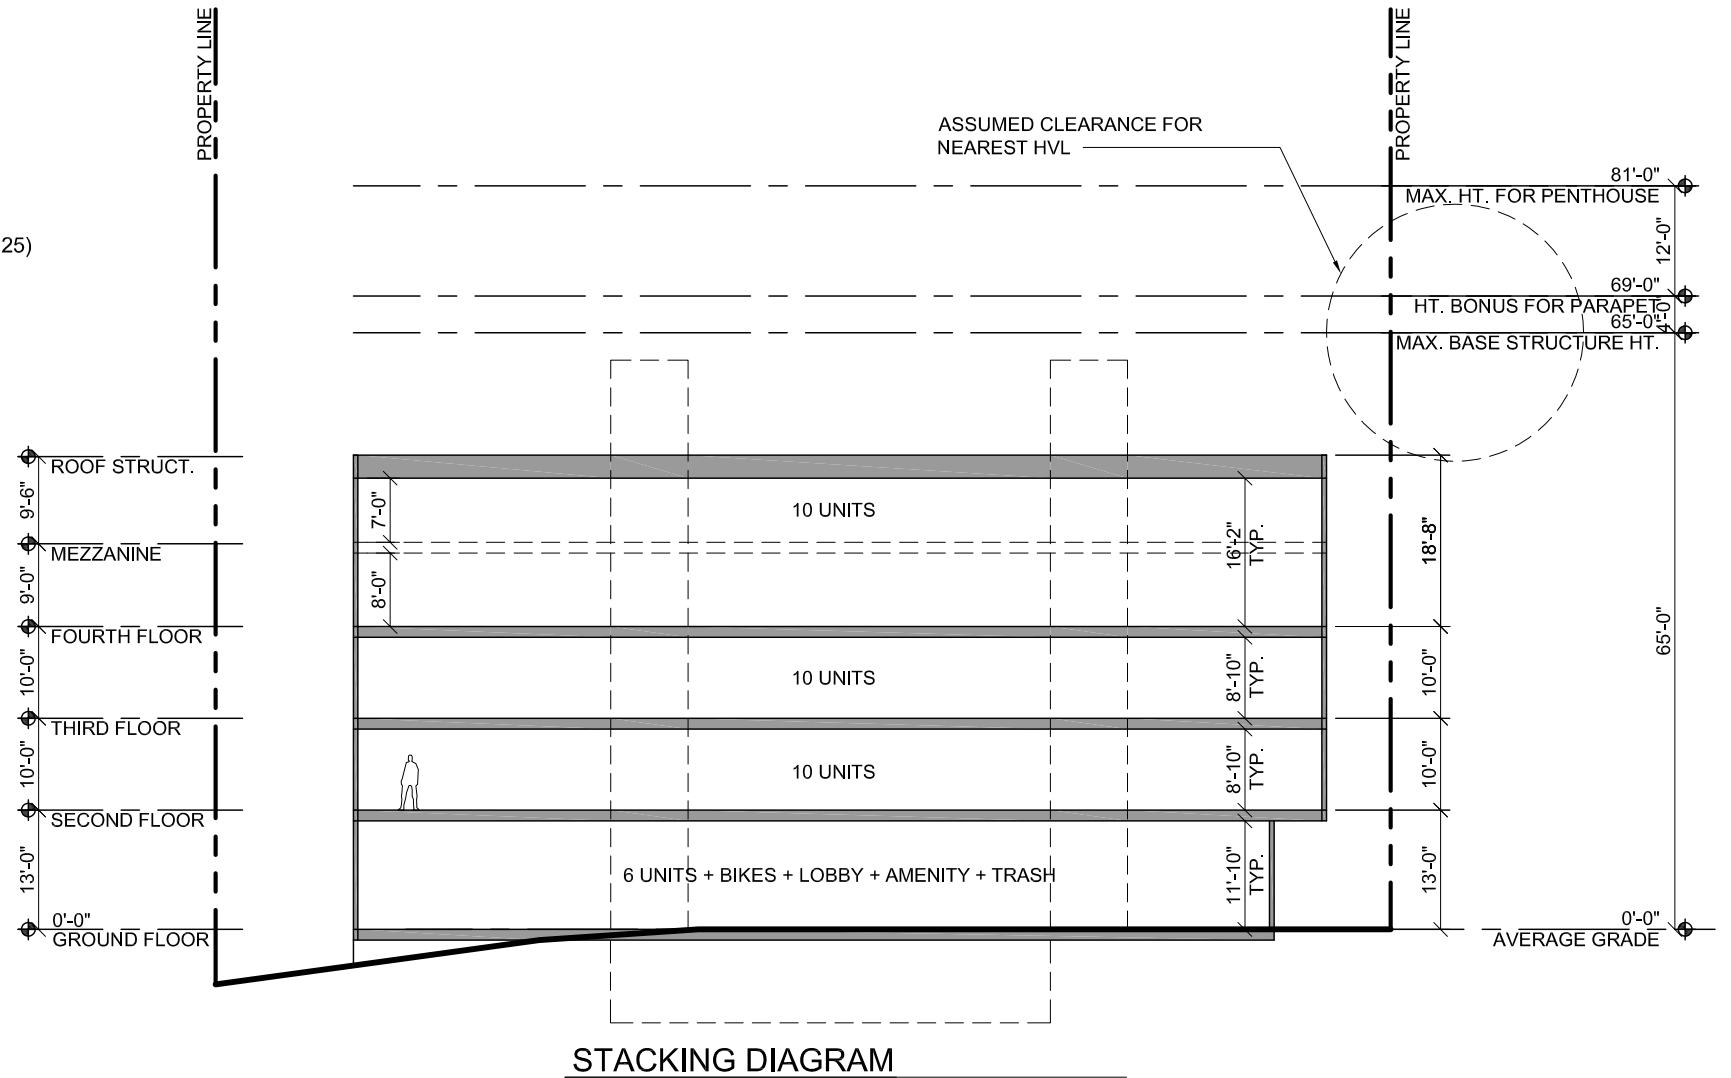 PROPERTY LINE
PROPERTY LINE
ASSUMED CLEARANCE FOR
NEAREST HVL
81'-0"
MAX. HT. FOR PENTHOUSE
12'-0"
25)
69'-0"
HT. BONUS FOR PARAPET
4'-0"
65'-0"
MAX. BASE STRUCTURE HT.
65'-0"
ROOF STRUCT.
9'-6"
7'-0"
10 UNITS
16'-2"
TYP.
18'-8"
MEZZANINE
9'-0"
8'-0"
FOURTH FLOOR
10'-0"
10 UNITS
8'-10"
TYP.
10'-0"
THIRD FLOOR
10'-0"
10 UNITS
8'-10"
TYP.
10'-0"
SECOND FLOOR
13'-0"
6 UNITS + BIKES + LOBBY + AMENITY + TRASH
11'-10"
TYP.
13'-0"
0'-0"
GROUND FLOOR
0'-0"
AVERAGE GRADE
STACKING DIAGRAM